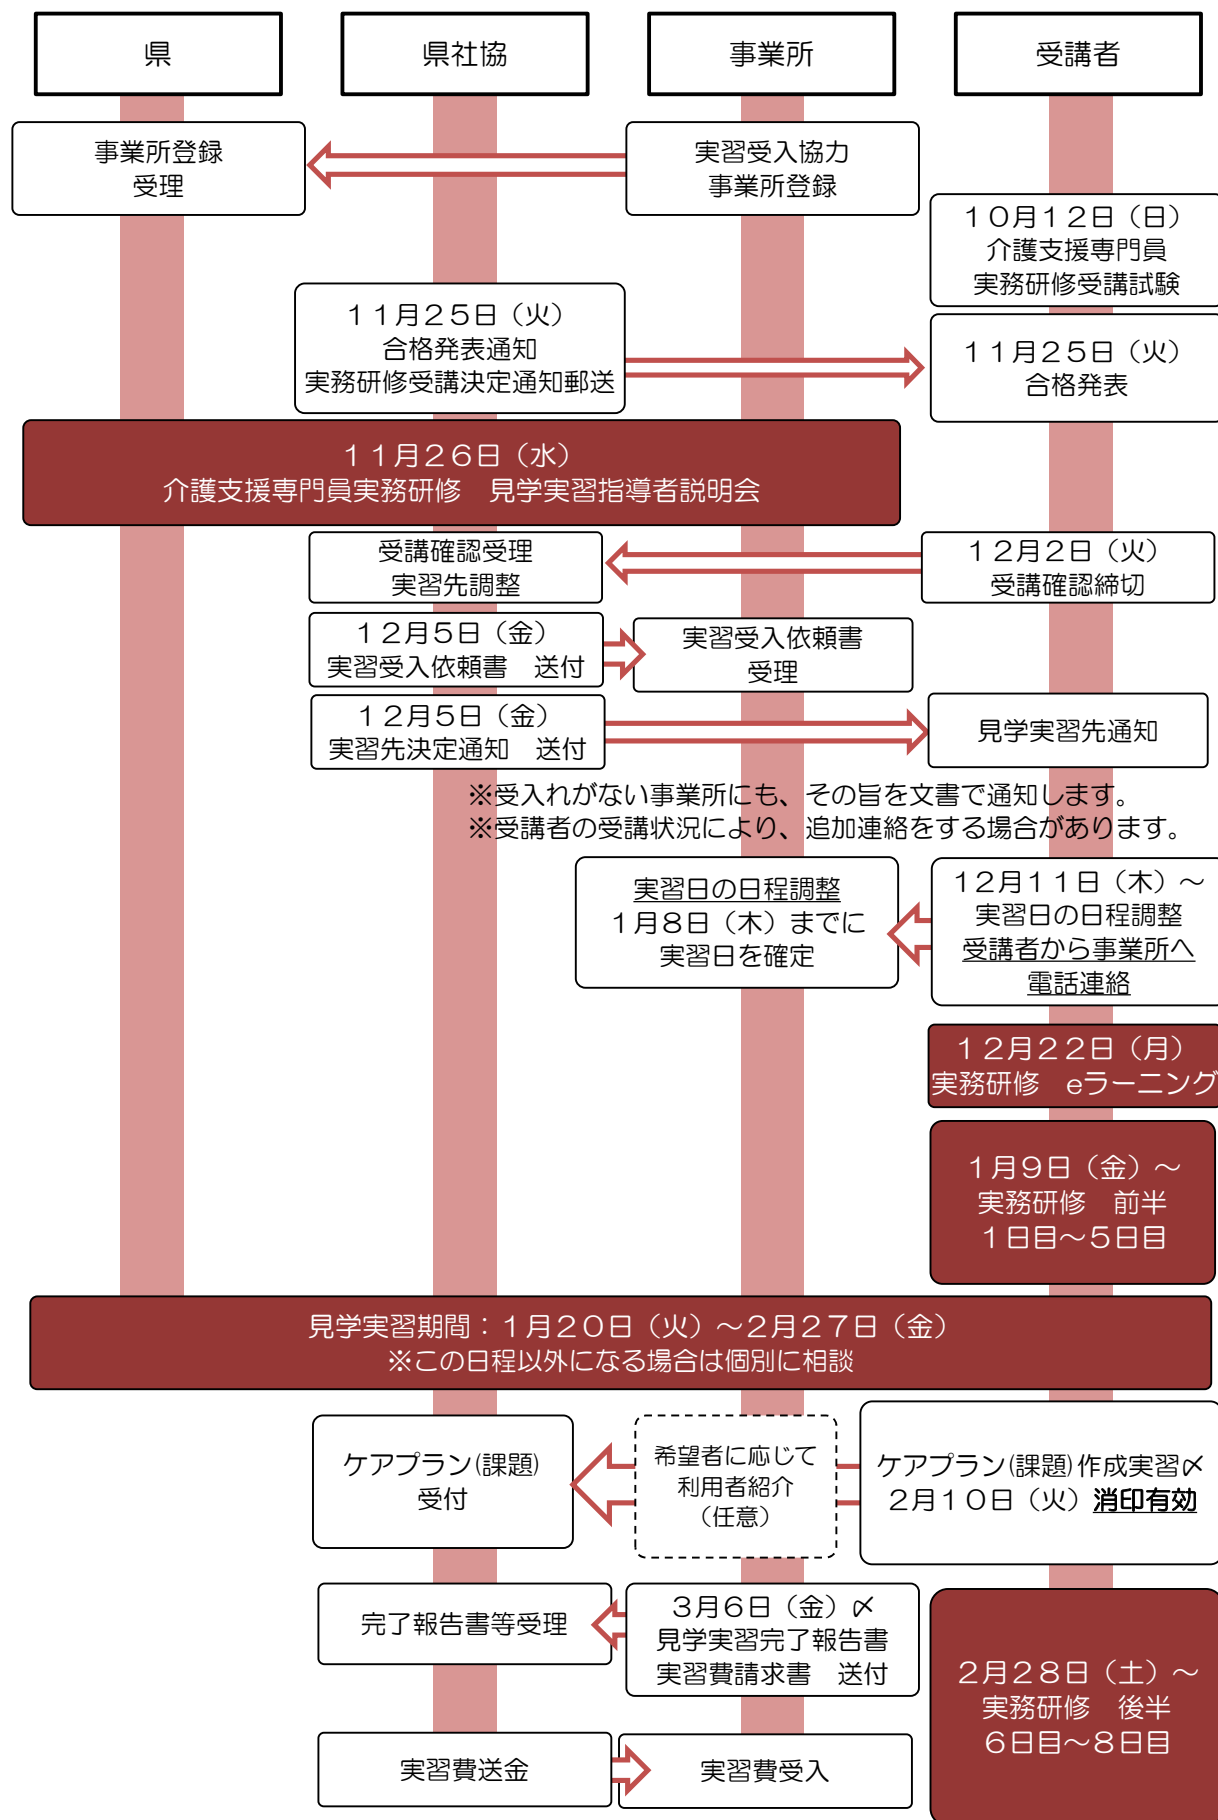 県
県社協
事業所
受講者
事業所登録
受理
実習受入協力
事業所登録
１０月１２日（日）
介護支援専門員
実務研修受講試験
１１月２５日（火）
合格発表通知
実務研修受講決定通知郵送
１１月２５日（火）
合格発表
１１月２６日（水）
介護支援専門員実務研修　見学実習指導者説明会
受講確認受理
実習先調整
１２月２日（火）
受講確認締切
１２月５日（金）
実習受入依頼書　送付
実習受入依頼書
受理
１２月５日（金）
実習先決定通知　送付
見学実習先通知
※受入れがない事業所にも、その旨を文書で通知します。
※受講者の受講状況により、追加連絡をする場合があります。
実習日の日程調整
１月８日（木）までに
実習日を確定
１２月１１日（木）～
実習日の日程調整
受講者から事業所へ
電話連絡
１２月２２日（月）
実務研修　eラーニング
１月９日（金）～
実務研修　前半
１日目～５日目
見学実習期間：１月２０日（火）～２月２７日（金）
※この日程以外になる場合は個別に相談
ケアプラン(課題)
受付
希望者に応じて
利用者紹介
（任意）
ケアプラン(課題)作成実習〆
２月１０日（火）消印有効
完了報告書等受理
３月６日（金）〆
見学実習完了報告書
実習費請求書　送付
２月２８日（土）～
実務研修　後半
６日目～８日目
実習費送金
実習費受入